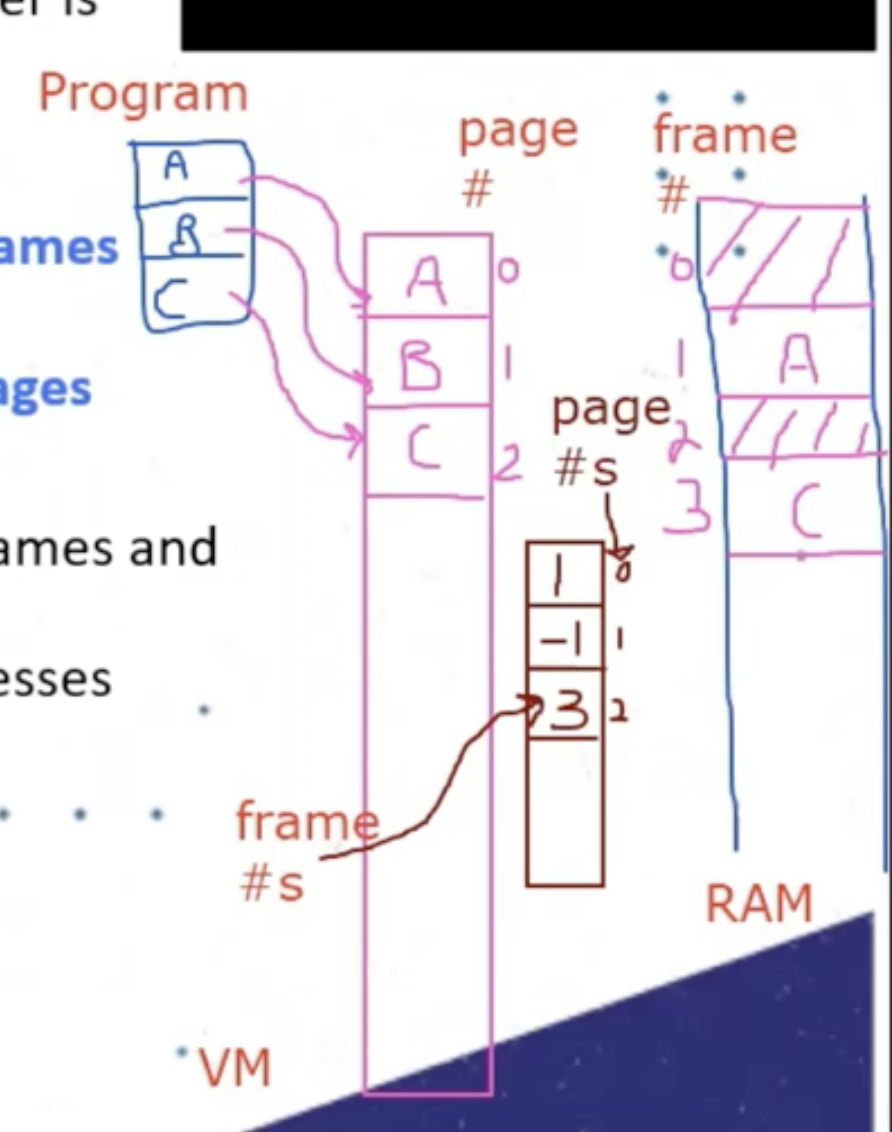 er is
Program
page
#
frame
#
A
B
C
ames
ages
ames and
esses
A 0
B 1
C 2
page
#s
1 0
-1 1
3 2
0
1 A
2
3 C
frame
#s
RAM
VM